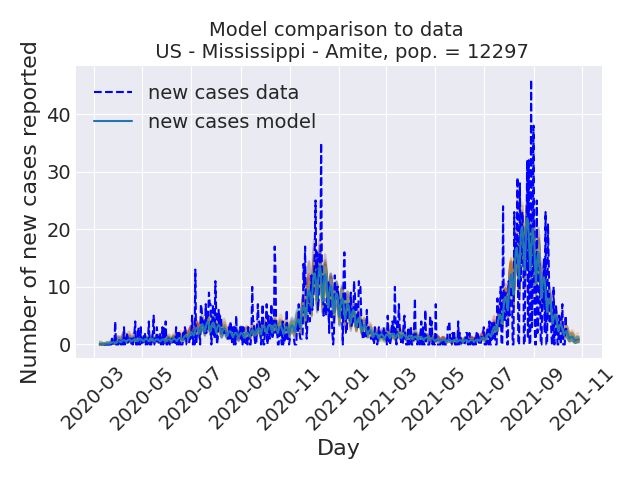 Model comparison to data
US - Mississippi - Amite, pop. = 12297
Number of new cases reported
new cases data
new cases model
40
30
20
10
0
2020-03
2020-05
2020-07
2020-09
2020-11
2021-01
2021-03
2021-05
2021-07
2021-09
2021-11
Day